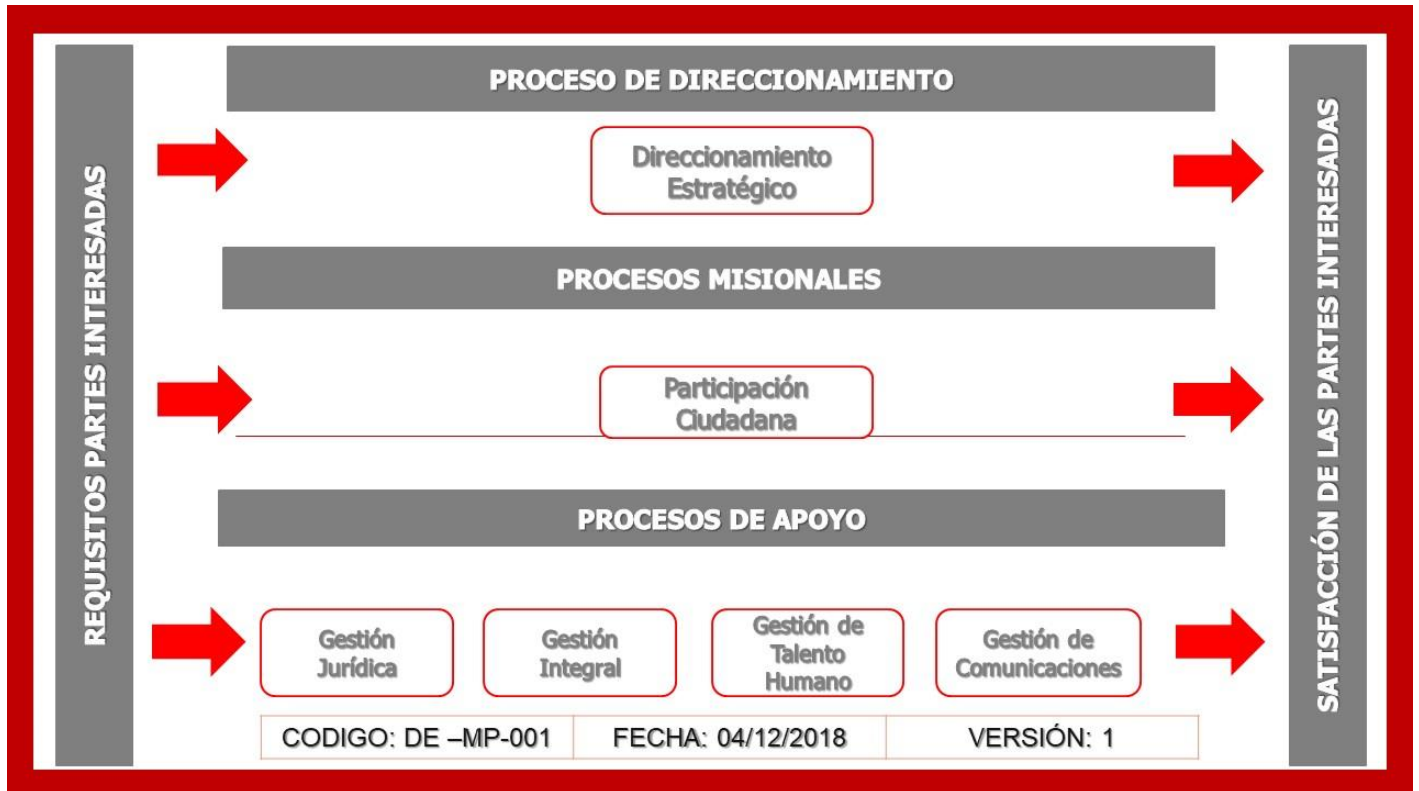 REQUISITOS PARTES INTERESADAS
PROCESO DE DIRECCIONAMIENTO
Direccionamiento
Estratégico
PROCESOS MISIONALES
Participación
Ciudadana
PROCESOS DE APOYO
Gestión
Jurídica
Gestión
Integral
Gestión de
Talento
Humano
Gestión de
Comunicaciones
CODIGO: DE –MP-001
FECHA: 04/12/2018
VERSIÓN: 1
SATISFACCIÓN DE LAS PARTES INTERESADAS